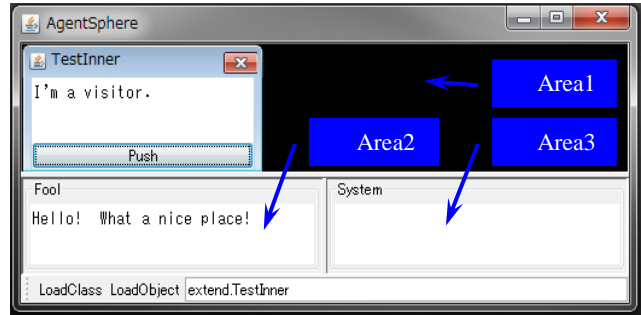 AgentSphere
TestInner
I'm a visitor.
Push
Area1
Area2
Area3
Fool
System
Hello!  What a nice place!
LoadClass LoadObject extend.TestInner